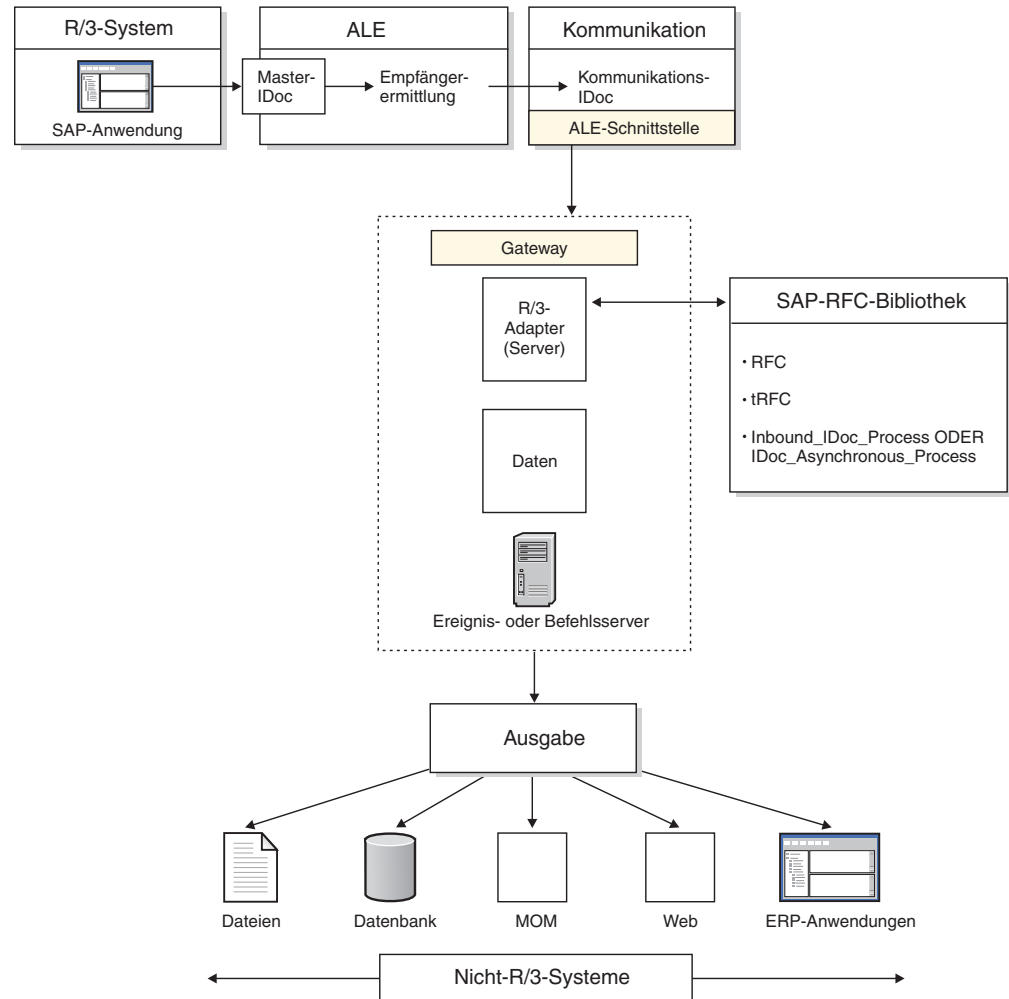 R/3-System
ALE
Kommunikation
SAP-Anwendung
Master-
IDoc
Empfänger-
ermittlung
Kommunikations-
IDoc
ALE-Schnittstelle
Gateway
R/3-
Adapter
(Server)
SAP-RFC-Bibliothek
• RFC
• tRFC
• Inbound_IDoc_Process ODER
IDoc_Asynchronous_Process
Daten
Ereignis- oder Befehlsserver
Ausgabe
Dateien
Datenbank
MOM
Web
ERP-Anwendungen
Nicht-R/3-Systeme